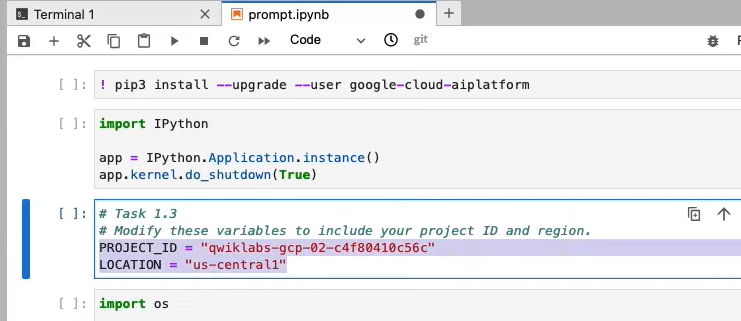 Terminal 1
prompt.ipynb
Code
git
[ ]: ! pip3 install --upgrade --user google-cloud-aiplatform
[ ]: import IPython
app = IPython.Application.instance()
app.kernel.do_shutdown(True)
[ ]: # Task 1.3
# Modify these variables to include your project ID and region.
PROJECT_ID = "qwiklabs-gcp-02-c4f80410c56c"
LOCATION = "us-central1"
[ ]: import os